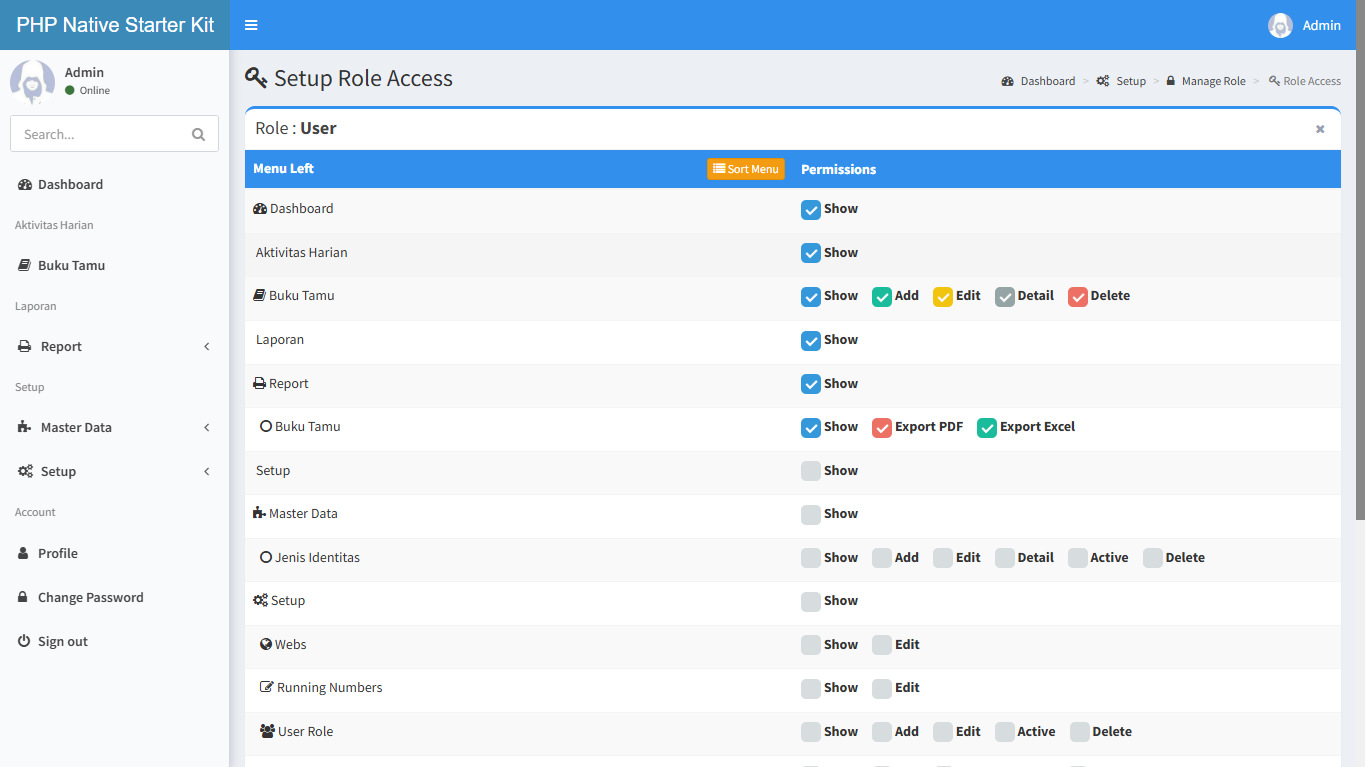 PHP Native Starter Kit
Admin
Admin
Online
Search...
Dashboard
Aktivitas Harian
Buku Tamu
Laporan
Report
Setup
Master Data
Setup
Account
Profile
Change Password
Sign out
Setup Role Access
Dashboard > Setup > Manage Role > Role Access
Role : User
Menu Left Sort Menu Permissions
Dashboard Show
Aktivitas Harian Show
Buku Tamu Show Add Edit Detail Delete
Laporan Show
Report Show
Buku Tamu Show Export PDF Export Excel
Setup Show
Master Data Show
Jenis Identitas Show Add Edit Detail Active Delete
Setup Show
Webs Show Edit
Running Numbers Show Edit
User Role Show Add Edit Active Delete